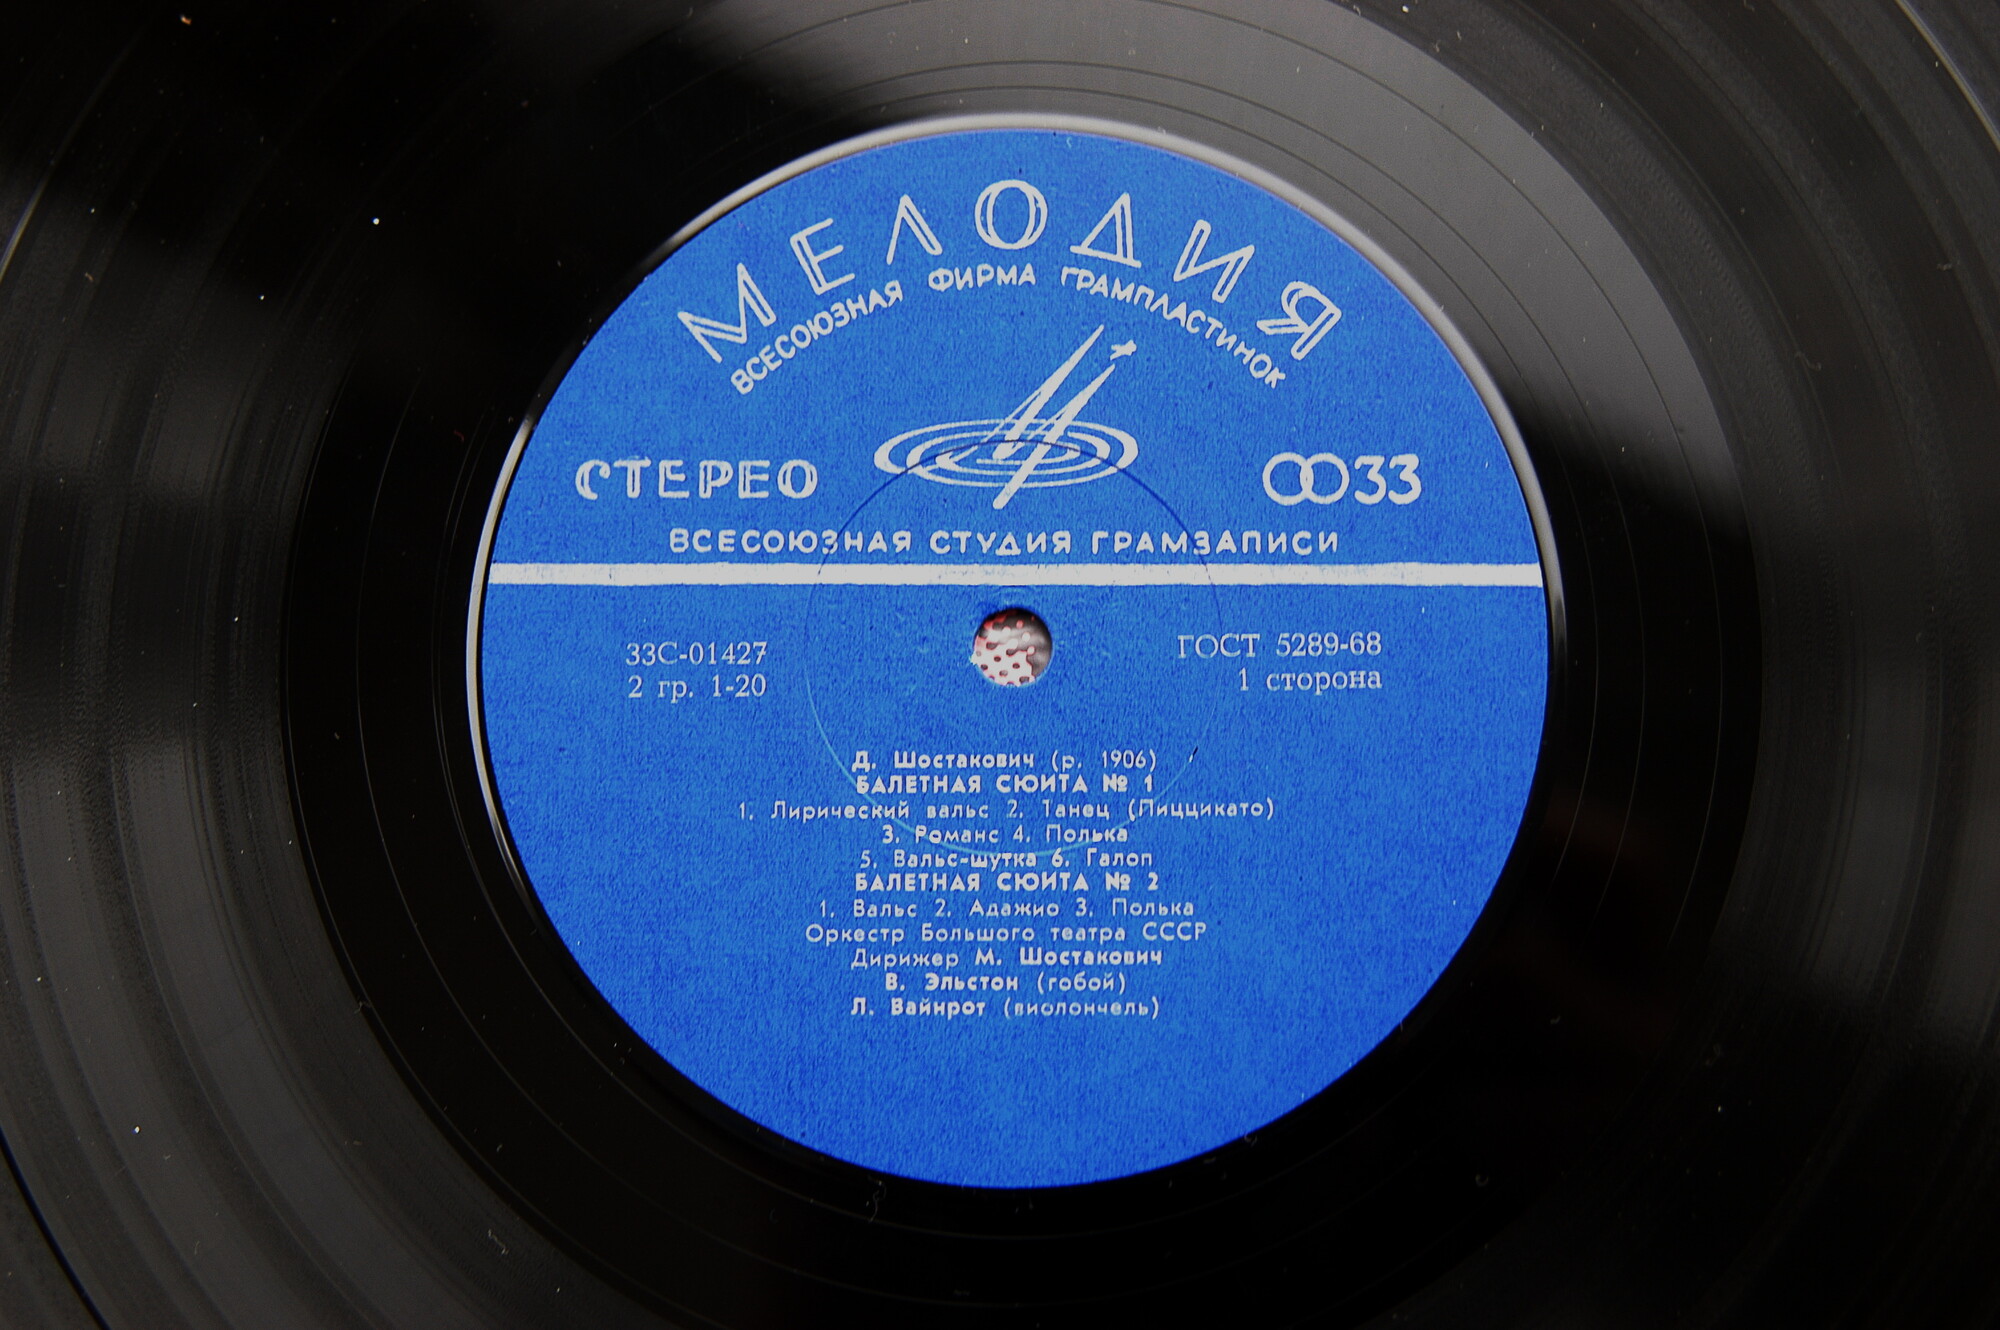 МЕЛОДИЯ
ВСЕСОЮЗНАЯ ФИРМА ГРАМПЛАСТИНОК
СТЕРЕО
33
ВСЕСОЮЗНАЯ СТУДИЯ ГРАМЗАПИСИ
33С-01427
2 гр. 1-20
ГОСТ 5289-68
1 сторона
Д. Шостакович (р. 1906)
БАЛЕТНАЯ СЮИТА № 1
1. Лирический вальс 2. Танец (Пиццикато)
3. Романс 4. Полька
5. Вальс-шутка 6. Галоп
БАЛЕТНАЯ СЮИТА № 2
1. Вальс 2. Адажио 3. Полька
Оркестр Большого театра СССР
Дирижер М. Шостакович
В. Эльстон (гобой)
Л. Вайнрот (виолончель)